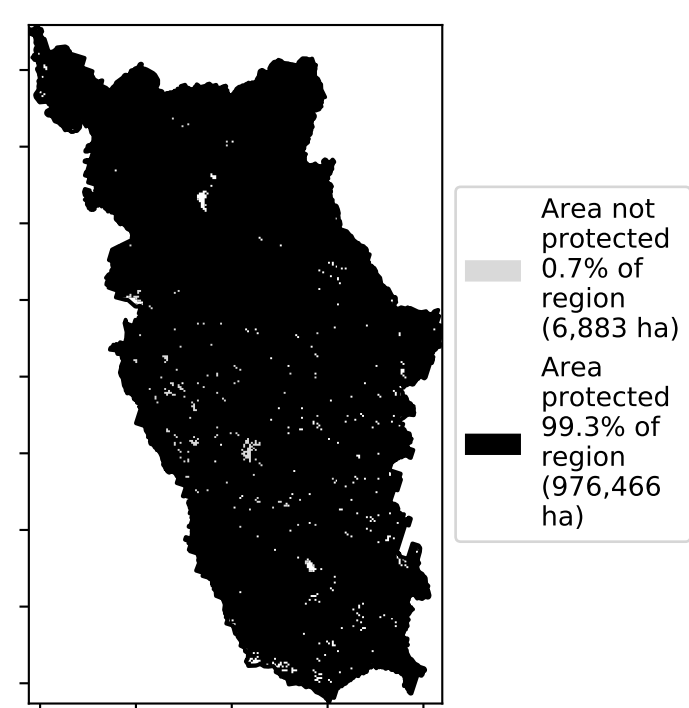 Area not
protected
0.7% of
region
(6,883 ha)
Area
protected
99.3% of
region
(976,466
ha)